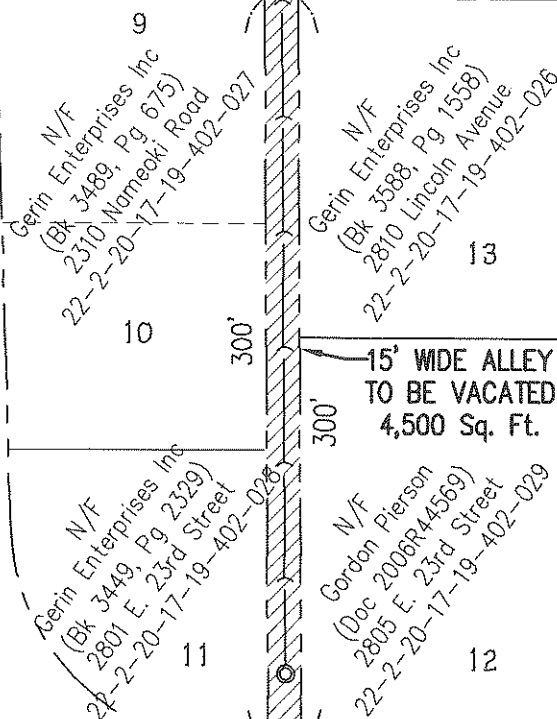 9
N/F
Gerin Enterprises Inc
(Bk 3489, Pg 675)
2310 Nameoki Road
22-2-20-17-19-402-027
N/F
Gerin Enterprises Inc
(Bk 3588, Pg 1558)
2810 Lincoln Avenue
22-2-20-17-19-402-026
13
10
300'
15' WIDE ALLEY
TO BE VACATED
4,500 Sq. Ft.
300'
N/F
Gerin Enterprises Inc
(Bk 3449, Pg 2329)
2801 E. 23rd Street
22-2-20-17-19-402-028
11
N/F
Gordon Pierson
(Doc 2006R44569)
2805 E. 23rd Street
22-2-20-17-19-402-029
12